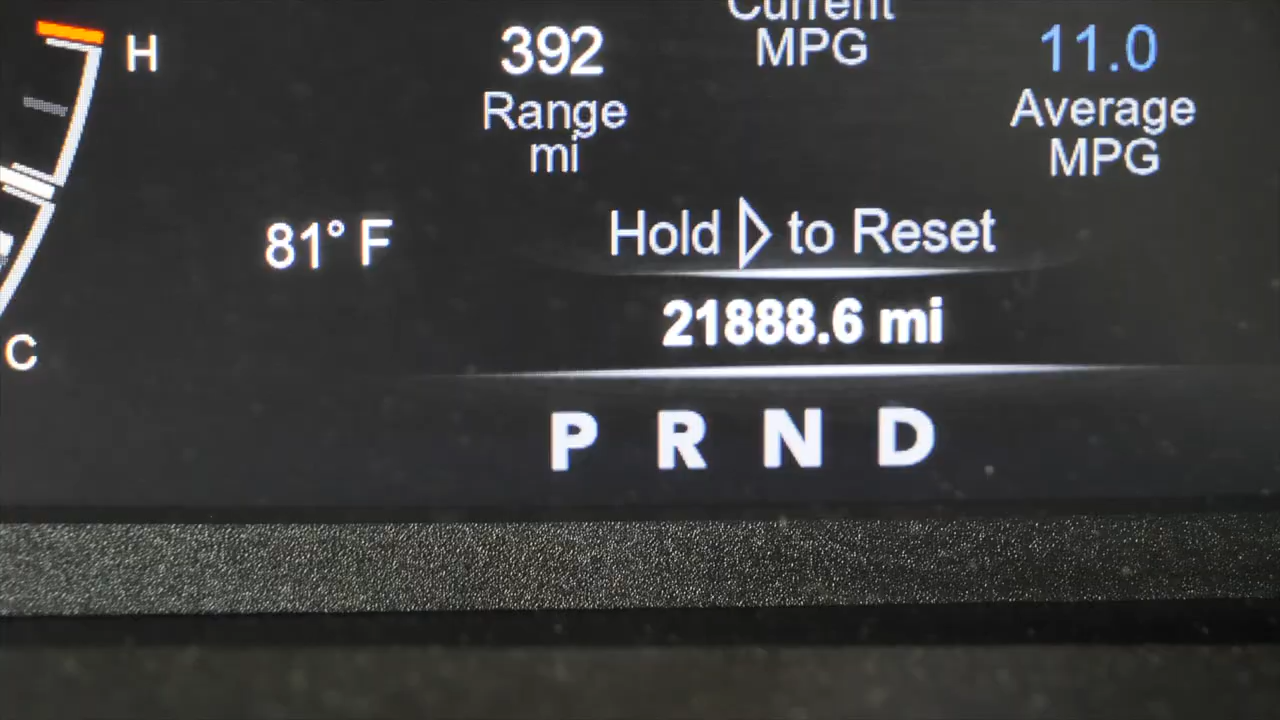 H
392
Range
mi
Current
MPG
11.0
Average
MPG
81° F
Hold ▷ to Reset
21888.6 mi
C
P R N D